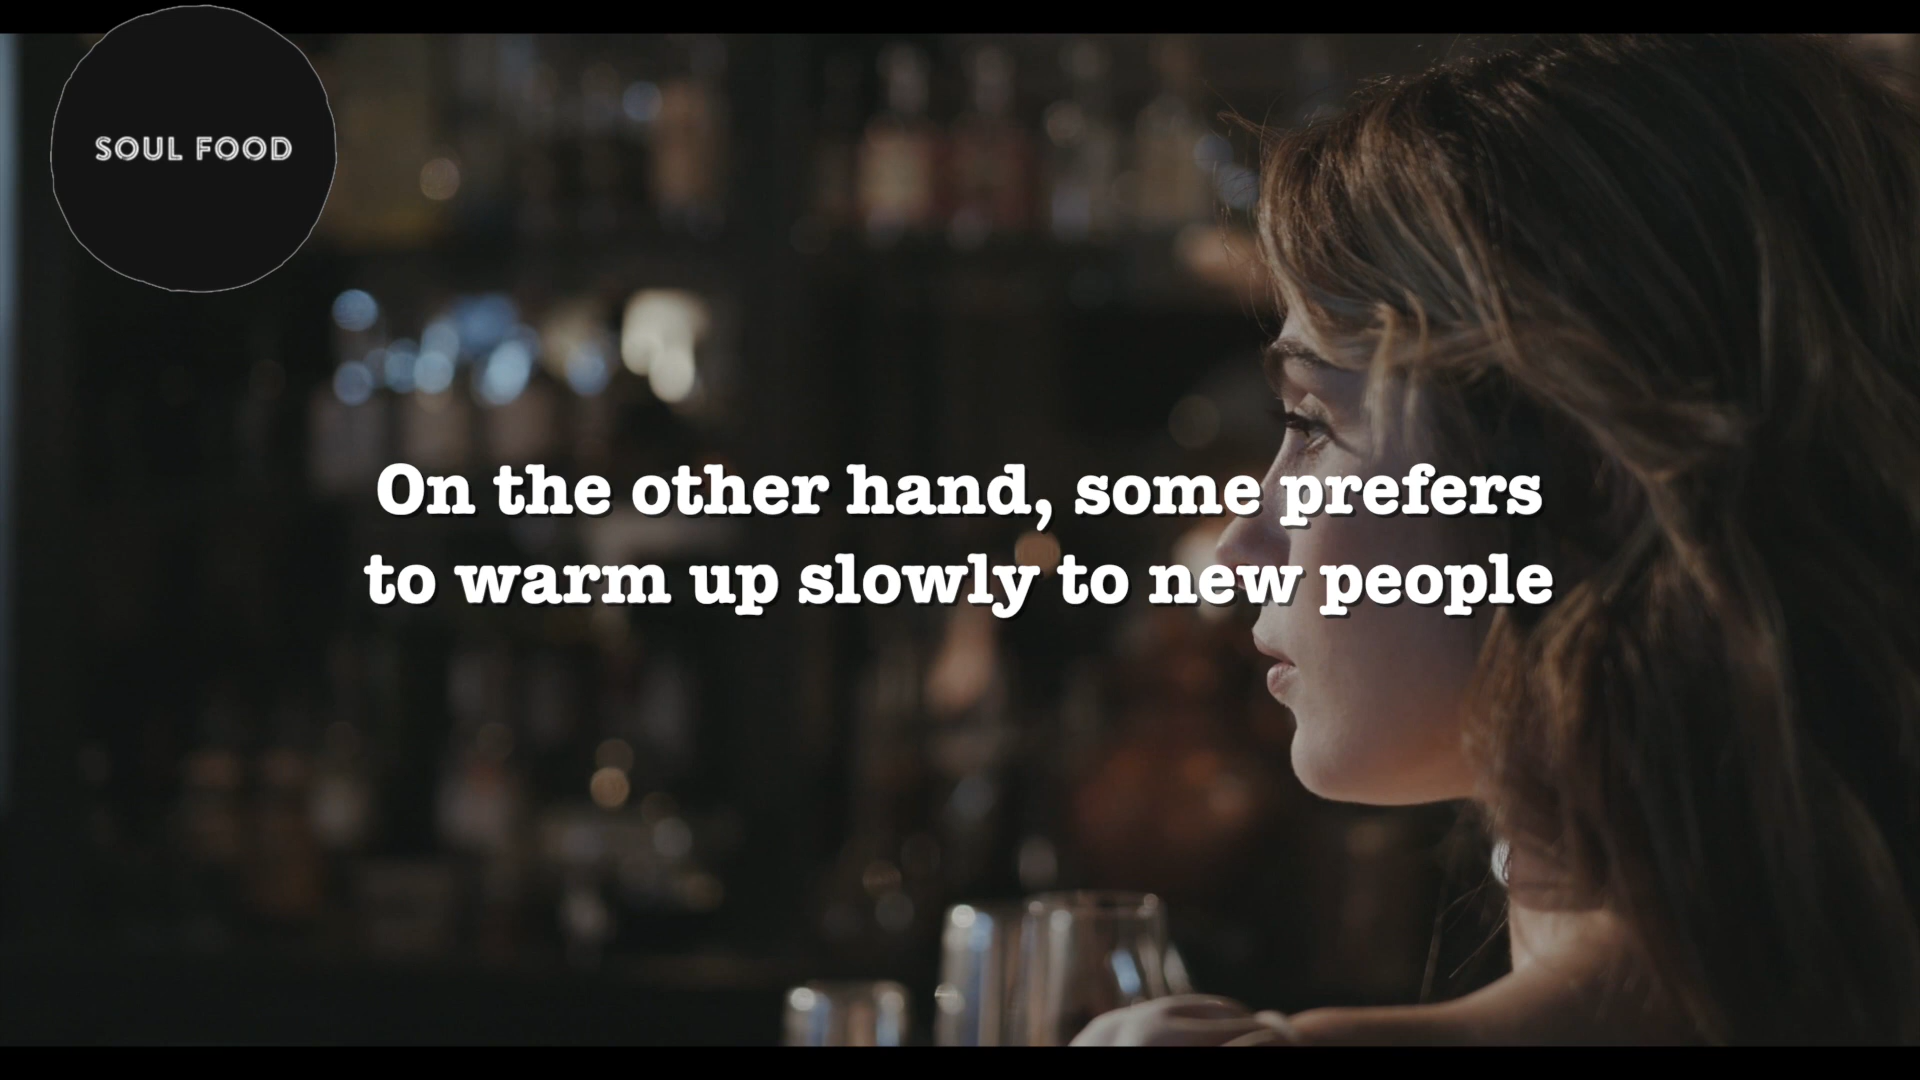 SOUL FOOD
On the other hand, some prefers
to warm up slowly to new people